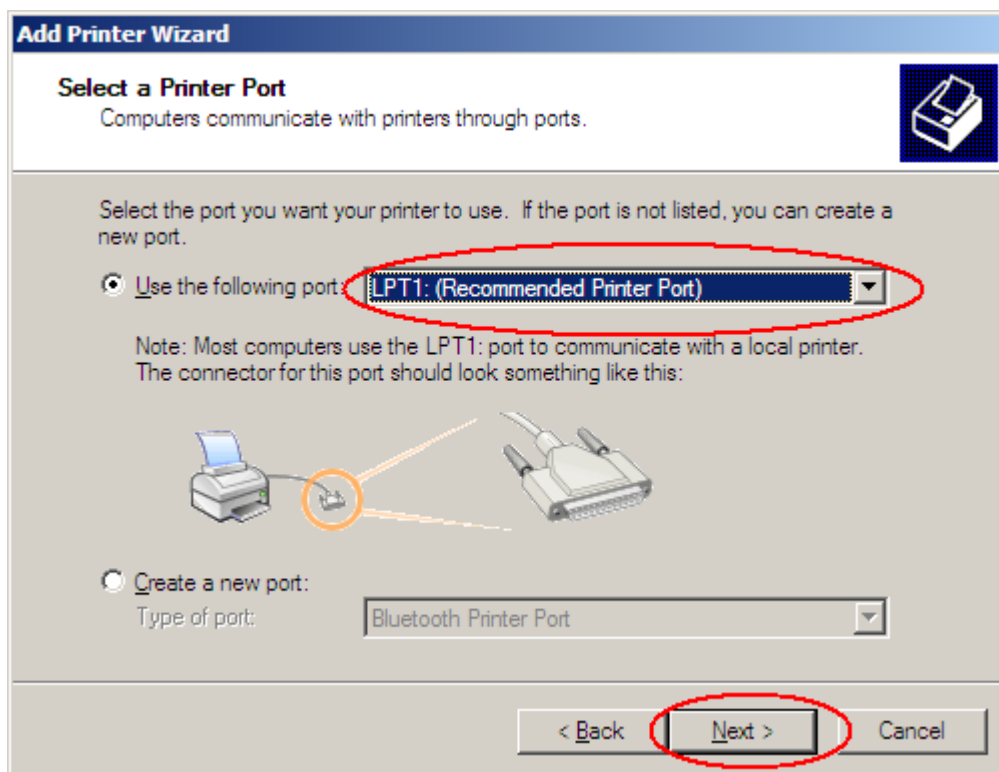 Add Printer Wizard
Select a Printer Port
Computers communicate with printers through ports.
Select the port you want your printer to use.  If the port is not listed, you can create a
new port.
Use the following port: LPT1: (Recommended Printer Port)
Note: Most computers use the LPT1: port to communicate with a local printer.
The connector for this port should look something like this:
Create a new port:
Type of port: Bluetooth Printer Port
< Back Next > Cancel